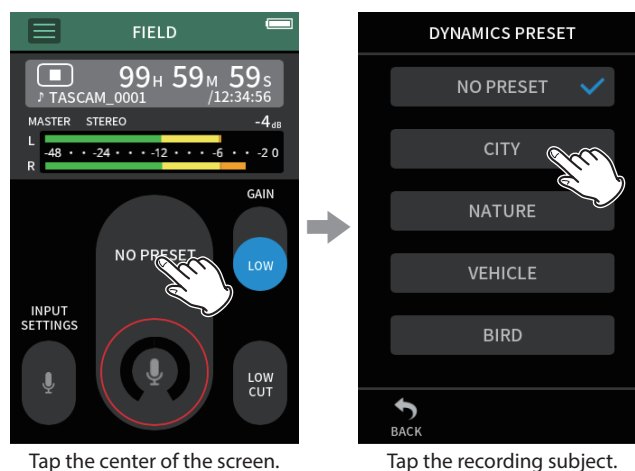 FIELD
99H 59M 59S
♪ TASCAM_0001 /12:34:56
MASTER STEREO -4dB
L
-48 · · -24 · · · · -12 · · · · -6 · · -2 0
R
GAIN
NO PRESET
LOW
INPUT
SETTINGS
LOW
CUT
Tap the center of the screen.
DYNAMICS PRESET
NO PRESET
CITY
NATURE
VEHICLE
BIRD
BACK
Tap the recording subject.